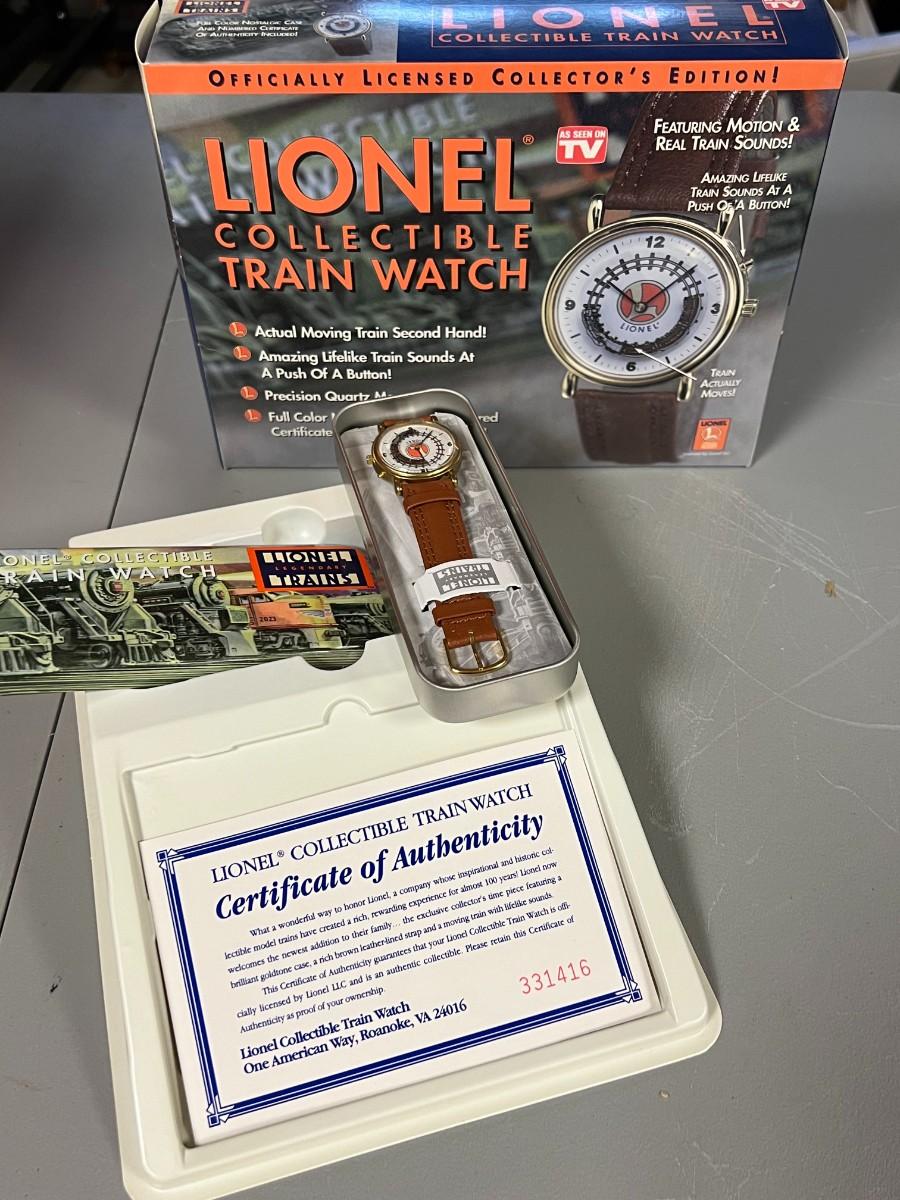 FULL COLOR NOSTALGIC CASE
AND NUMBERED CERTIFICATE
OF AUTHENTICITY INCLUDED!
LIONEL
COLLECTIBLE TRAIN WATCH
TV
OFFICIALLY LICENSED COLLECTOR'S EDITION!
LIONEL®
COLLECTIBLE
TRAIN WATCH
AS SEEN ON
TV
FEATURING MOTION &
REAL TRAIN SOUNDS!
AMAZING LIFELIKE
TRAIN SOUNDS AT A
PUSH OF A BUTTON!
12
9
3
6
LIONEL
TRAIN
ACTUALLY
MOVES!
LIONEL
Actual Moving Train Second Hand!
Amazing Lifelike Train Sounds At
A Push Of A Button!
Precision Quartz
Full Color
Certificate
LIONEL
LEGENDARY
TRAINS
ONEL® COLLECTIBLE
RAIN WATCH
LIONEL
LEGENDARY
TRAINS
2023
LIONEL® COLLECTIBLE TRAIN WATCH
Certificate of Authenticity
What a wonderful way to honor Lionel, a company whose inspirational and historic col-
lectible model trains have created a rich, rewarding experience for almost 100 years! Lionel now
welcomes the newest addition to their family... the exclusive collector's time piece featuring a
brilliant goldtone case, a rich brown leather-lined strap and a moving train with lifelike sounds.
This Certificate of Authenticity guarantees that your Lionel Collectible Train Watch is offi-
cially licensed by Lionel LLC and is an authentic collectible. Please retain this Certificate of
Authenticity as proof of your ownership.
331416
Lionel Collectible Train Watch
One American Way, Roanoke, VA 24016